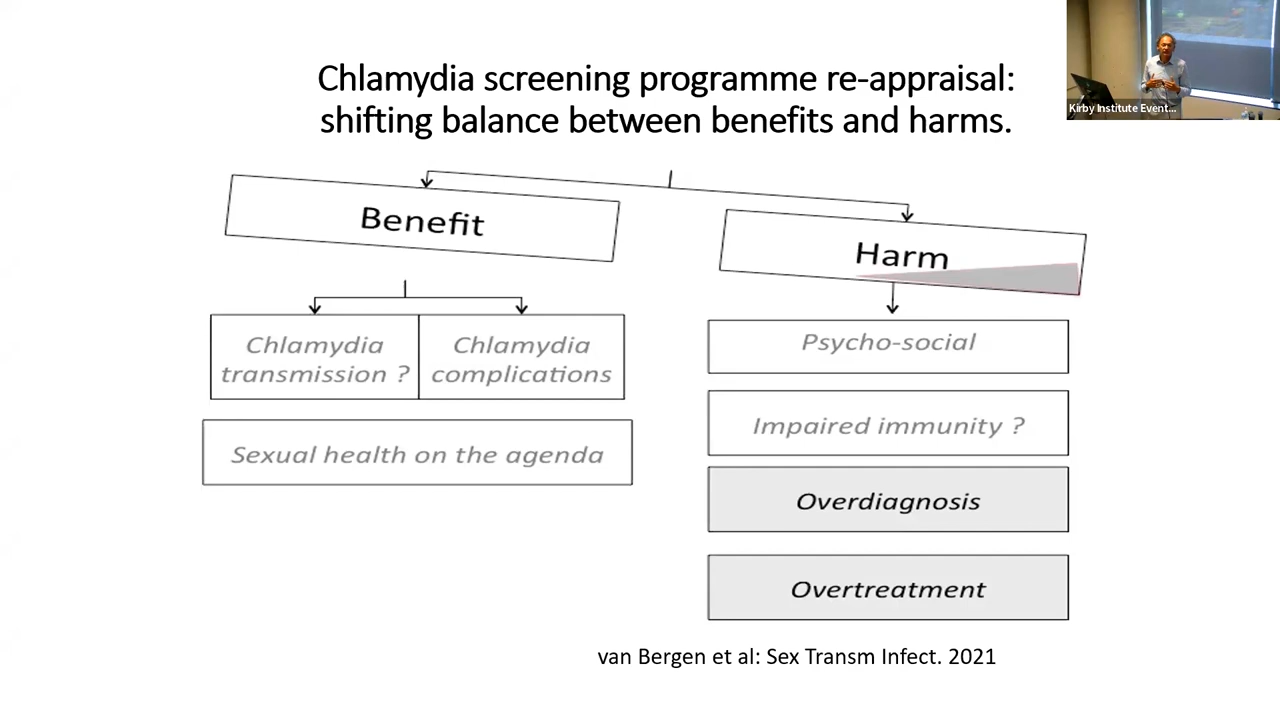 Chlamydia screening programme re-appraisal:
shifting balance between benefits and harms.
Kirby Institute Event...
Benefit
Harm
Chlamydia
transmission ?
Chlamydia
complications
Sexual health on the agenda
Psycho-social
Impaired immunity ?
Overdiagnosis
Overtreatment
van Bergen et al: Sex Transm Infect. 2021